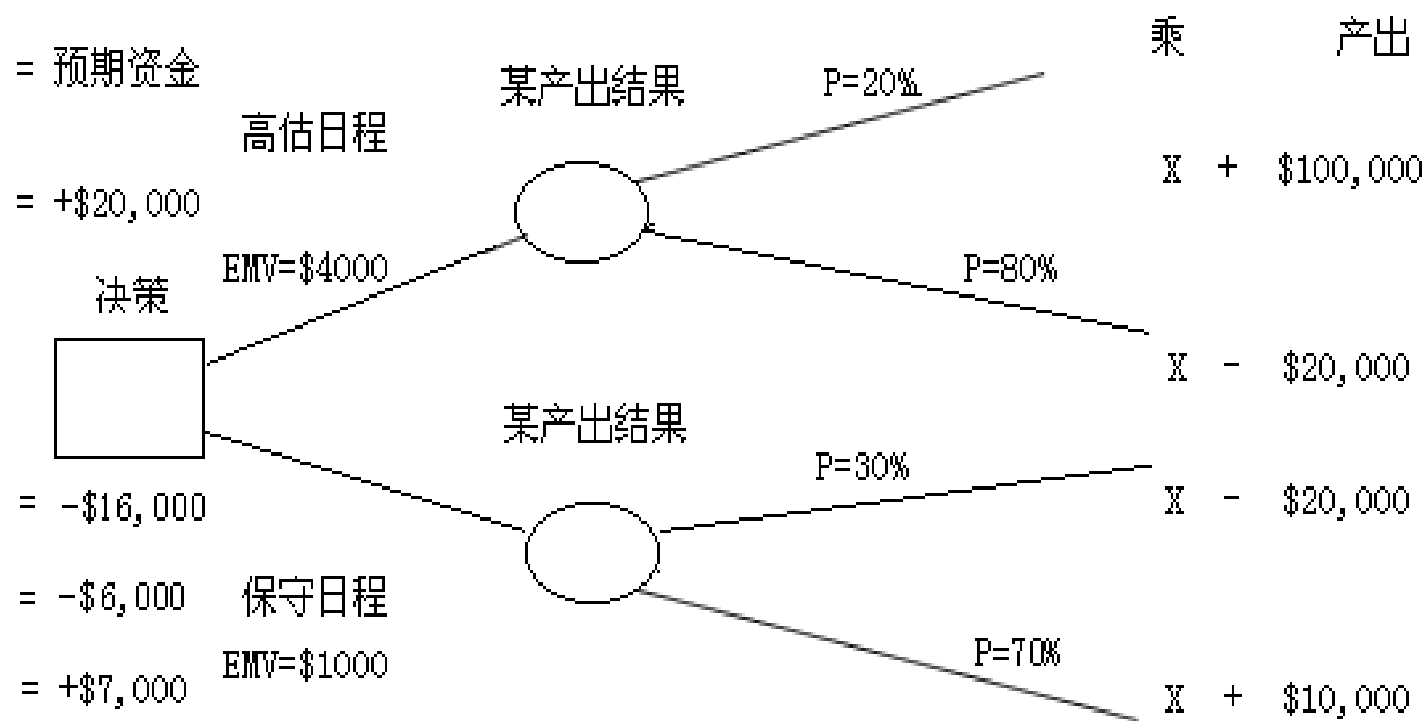 乘 产出
= 预期资金
某产出结果
P=20%
高估日程
X + $100,000
= +$20,000
EMV=$4000
P=80%
决策
X - $20,000
某产出结果
P=30%
= -$16,000
X - $20,000
= -$6,000
保守日程
EMV=$1000
P=70%
= +$7,000
X + $10,000